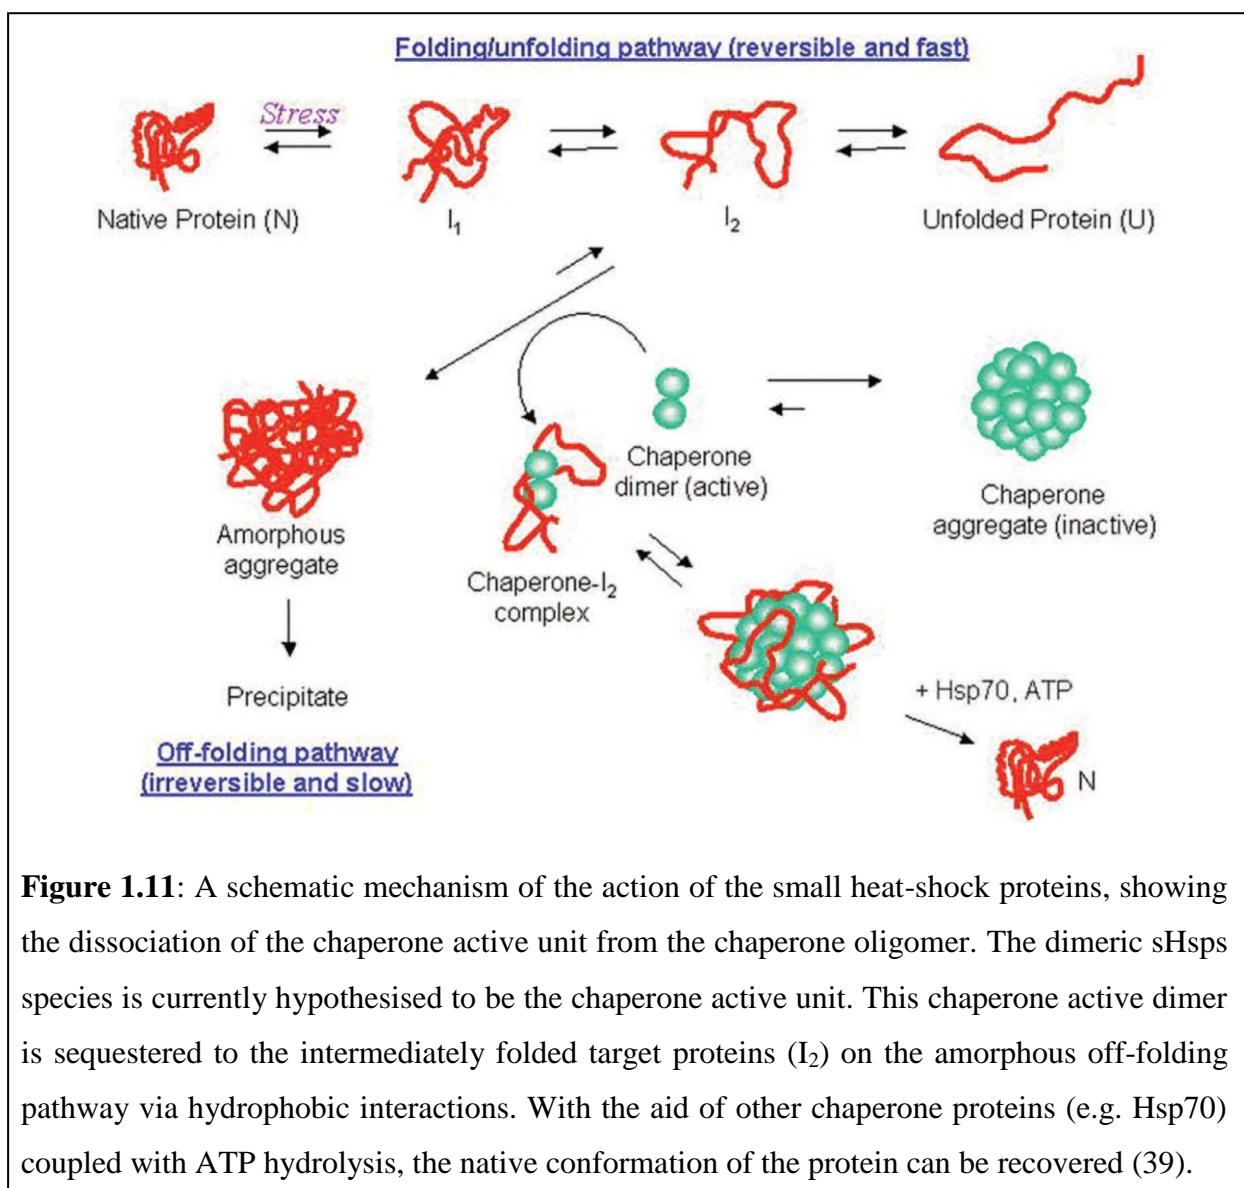 Folding/unfolding pathway (reversible and fast)
Stress
Native Protein (N)
I₁
I₂
Unfolded Protein (U)
Amorphous
aggregate
Chaperone
dimer (active)
Chaperone
aggregate (inactive)
Chaperone-I₂
complex
Precipitate
+ Hsp70, ATP
Off-folding pathway
(irreversible and slow)
N
Figure 1.11: A schematic mechanism of the action of the small heat-shock proteins, showing
the dissociation of the chaperone active unit from the chaperone oligomer. The dimeric sHsps
species is currently hypothesised to be the chaperone active unit. This chaperone active dimer
is sequestered to the intermediately folded target proteins (I₂) on the amorphous off-folding
pathway via hydrophobic interactions. With the aid of other chaperone proteins (e.g. Hsp70)
coupled with ATP hydrolysis, the native conformation of the protein can be recovered (39).